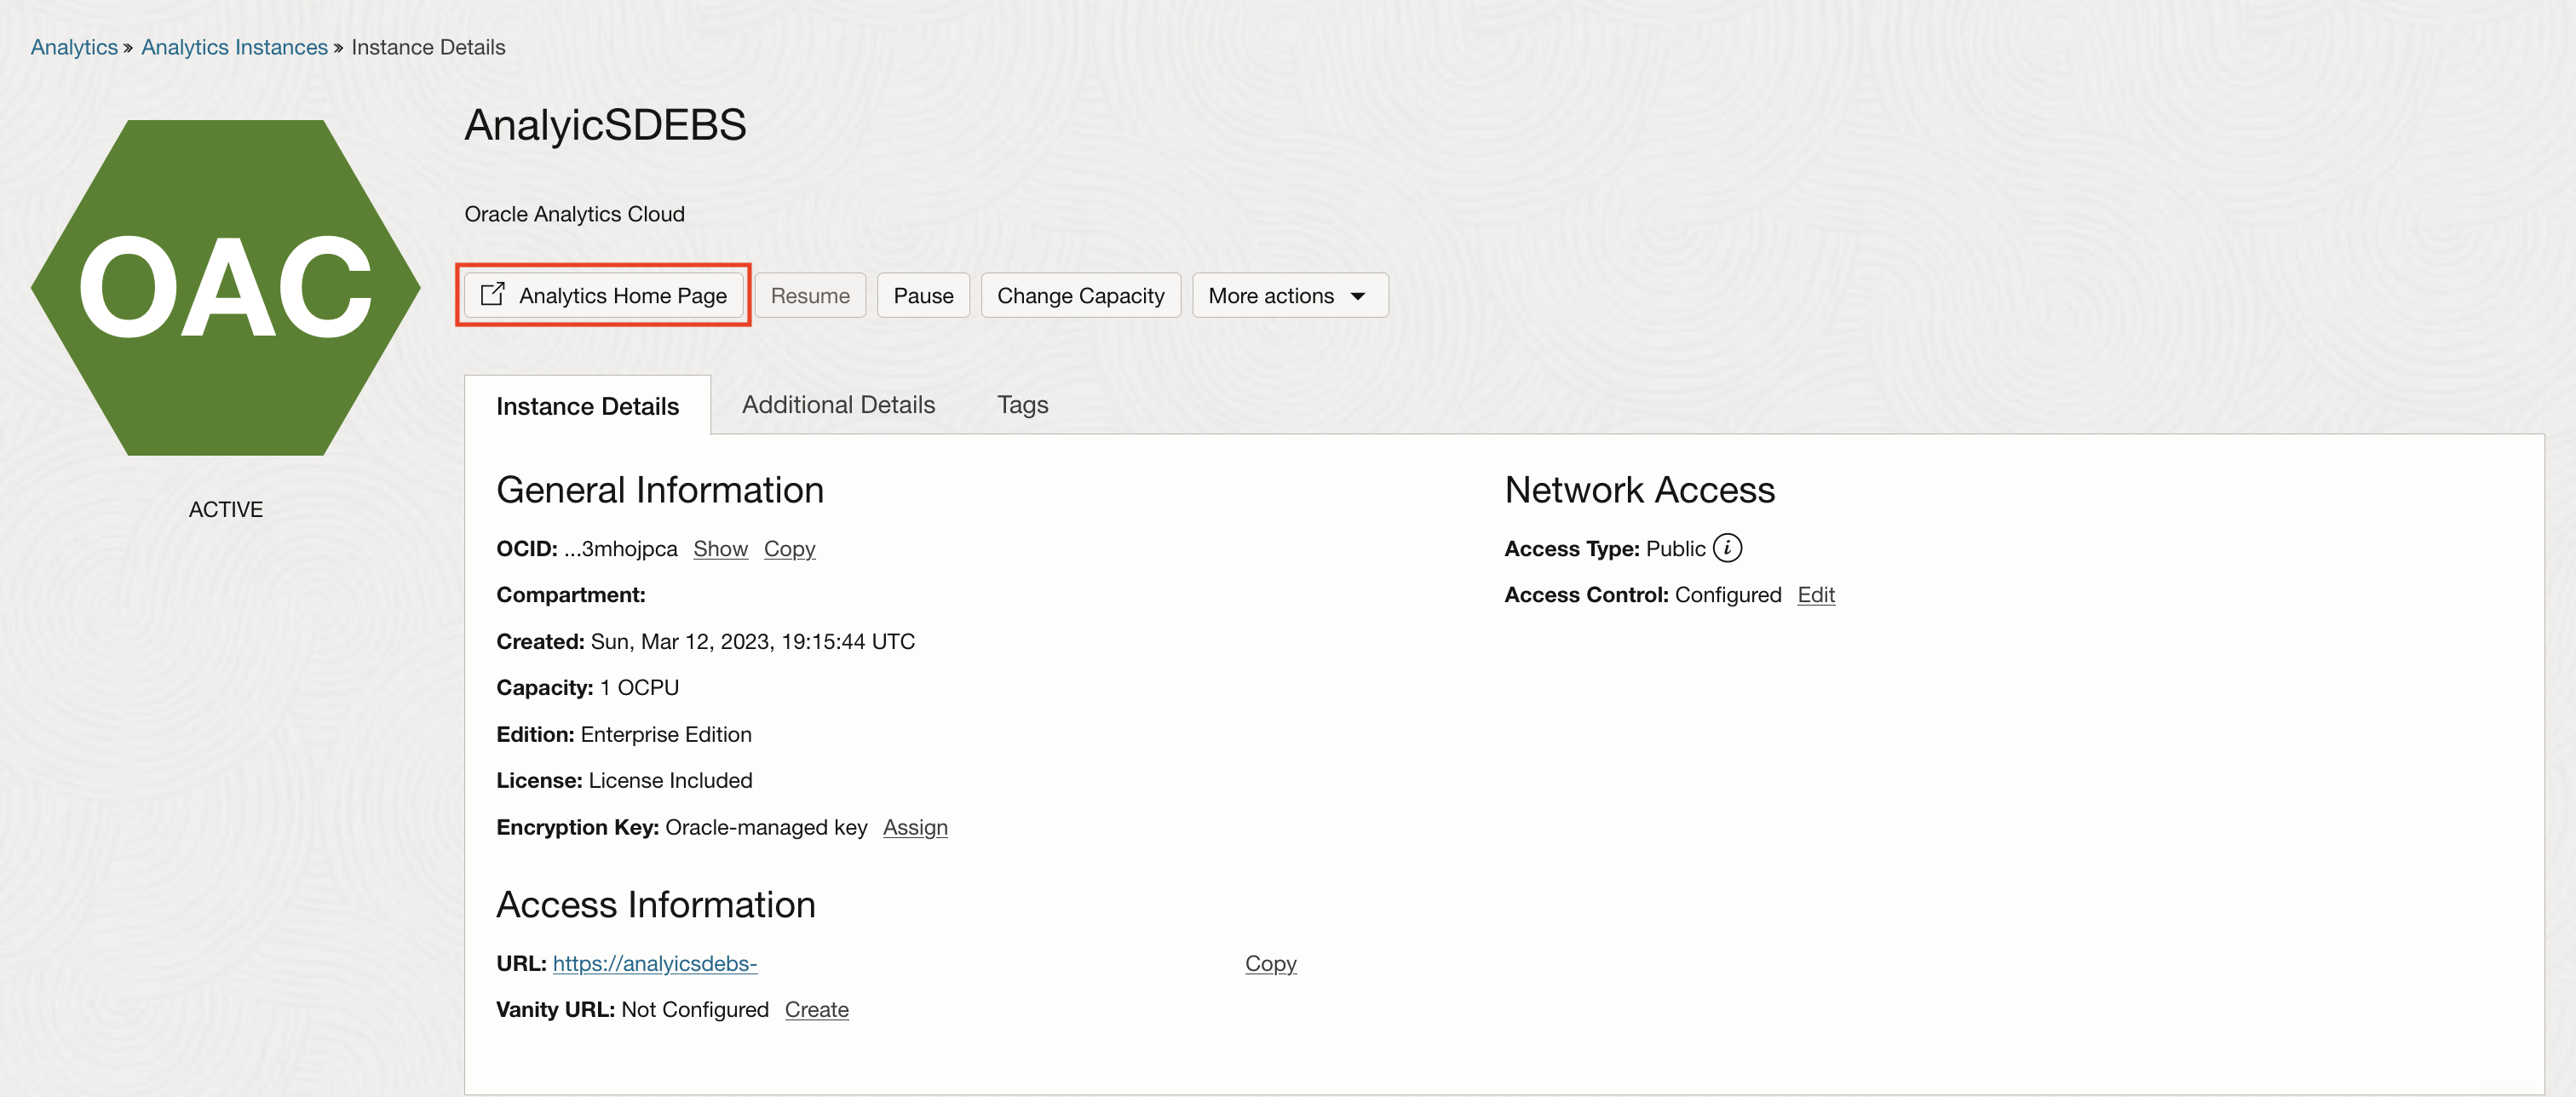 Analytics » Analytics Instances » Instance Details
AnalyicSDEBS
Oracle Analytics Cloud
OAC
ACTIVE
Analytics Home Page Resume Pause Change Capacity More actions
Instance Details Additional Details Tags
General Information
OCID: ...3mhojpca Show Copy
Compartment:
Created: Sun, Mar 12, 2023, 19:15:44 UTC
Capacity: 1 OCPU
Edition: Enterprise Edition
License: License Included
Encryption Key: Oracle-managed key Assign
Access Information
URL: https://analyicsdebs- Copy
Vanity URL: Not Configured Create
Network Access
Access Type: Public i
Access Control: Configured Edit